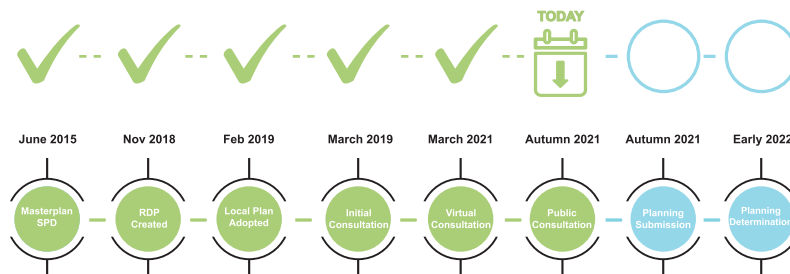 TODAY
June 2015
Nov 2018
Feb 2019
March 2019
March 2021
Autumn 2021
Autumn 2021
Early 2022
Masterplan
SPD
RDP
Created
Local Plan
Adopted
Initial
Consultation
Virtual
Consultation
Public
Consultation
Planning
Submission
Planning
Determination